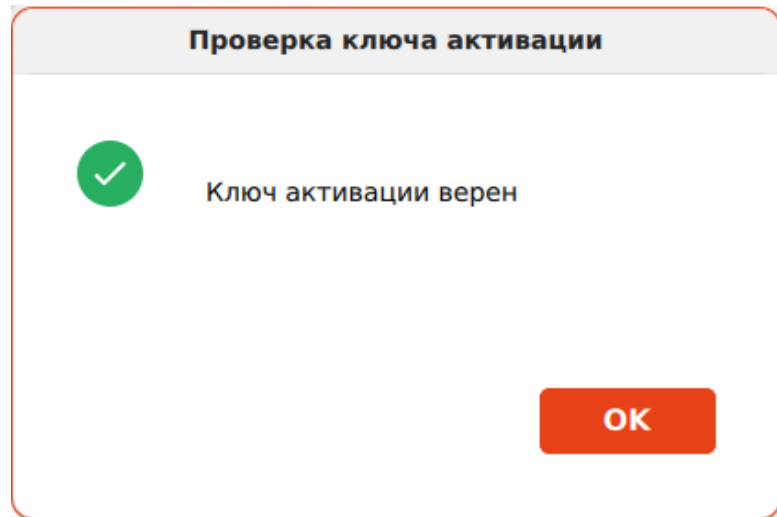 Проверка ключа активации
Ключ активации верен
OK